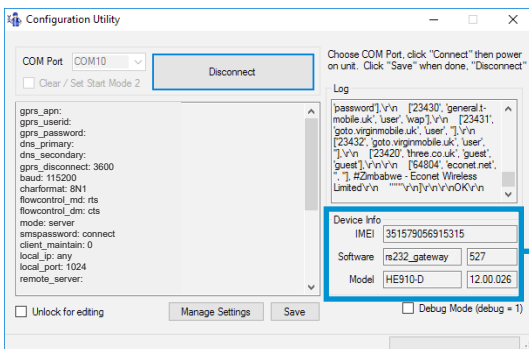 Configuration Utility
COM Port COM10
Clear / Set Start Mode 2
Disconnect
Choose COM Port, click "Connect" then power
on unit. Click "Save" when done, "Disconnect"
gprs_apn:
gprs_userid:
gprs_password:
dns_primary:
dns_secondary:
gprs_disconnect: 3600
baud: 115200
charformat: 8N1
flowcontrol_md: rts
flowcontrol_dm: cts
mode: server
smspassword: connect
client_maintain: 0
local_ip: any
local_port: 1024
remote_server:
Log
'password'],\r\n ['23430', 'general.t-
mobile.uk', 'user', 'wap'],\r\n ['23431',
'goto.virginmobile.uk', 'user', ''],\r\n
['23432', 'goto.virginmobile.uk', 'user',
''],\r\n ['23420', 'three.co.uk', 'guest',
'guest'],\r\n\r\n ['64804', 'econet.net',
'', ''], #Zimbabwe - Econet Wireless
Limited\r\n """\r\n]\r\n\r\nOK\r\n
Device Info
IMEI 351579056915315
Software rs232_gateway 527
Model HE910-D 12.00.026
Unlock for editing
Manage Settings
Save
Debug Mode (debug = 1)